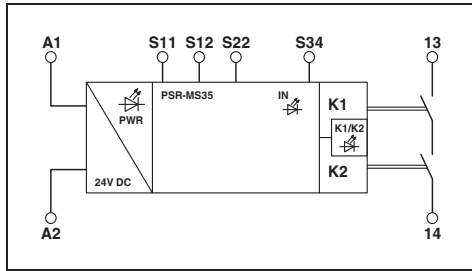 A1 S11 S12 S22 S34 13
PSR-MS35 IN K1
PWR K1/K2
24V DC K2
A2 14